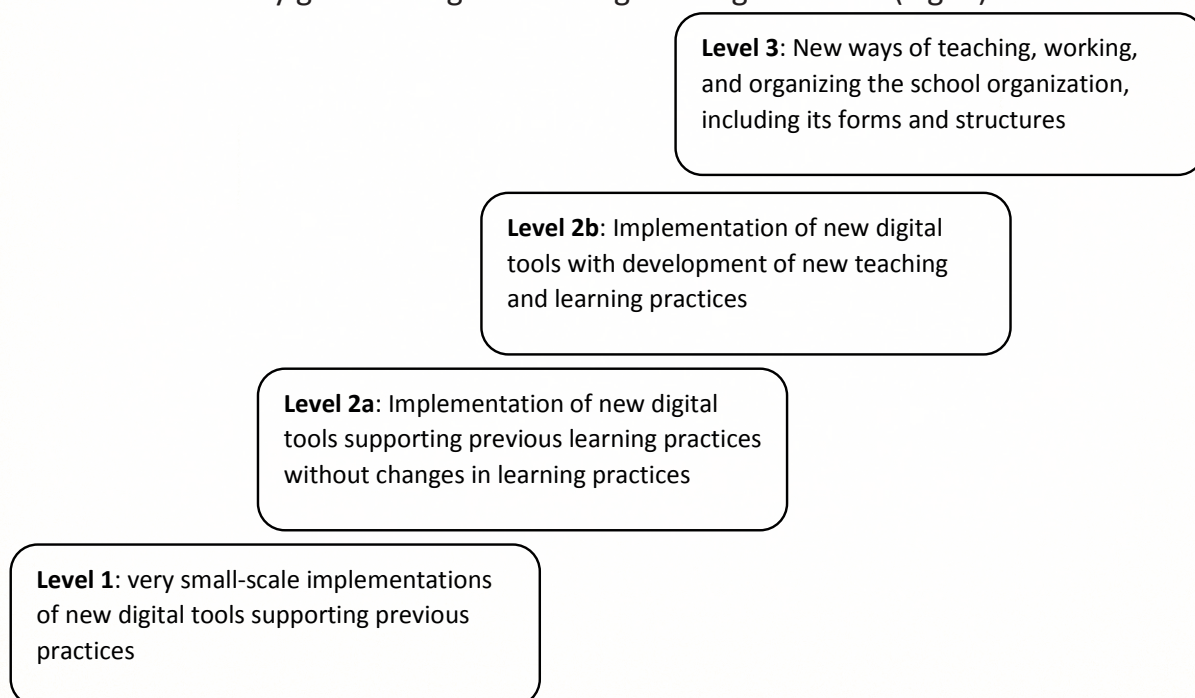 Level 3: New ways of teaching, working,
and organizing the school organization,
including its forms and structures
Level 2b: Implementation of new digital
tools with development of new teaching
and learning practices
Level 2a: Implementation of new digital
tools supporting previous learning practices
without changes in learning practices
Level 1: very small-scale implementations
of new digital tools supporting previous
practices